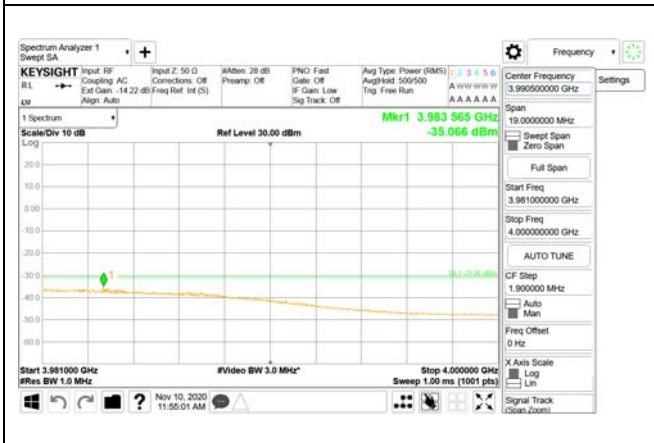 Spectrum Analyzer 1
Swept SA
+
Frequency
KEYSIGHT
RL
Input: RF
Coupling: AC
Ext Gain: -14.22 dB
Align: Auto
Input Z: 50 Ω
Corrections: Off
Freq Ref: Int (S)
#Atten: 28 dB
Preamp: Off
PNO: Fast
Gate: Off
IF Gain: Low
Sig Track: Off
Avg Type: Power (RMS)
Avg|Hold: 500/500
Trig: Free Run
1 2 3 4 5 6
A W W W W W
A A A A A A
1 Spectrum
Scale/Div 10 dB
Log
Ref Level 30.00 dBm
Mkr1 3.983 565 GHz
-35.066 dBm
20.0
10.0
0.00
-10.0
-20.0
-30.0
-40.0
-50.0
-60.0
1
Start 3.981000 GHz
#Res BW 1.0 MHz
#Video BW 3.0 MHz*
Stop 4.000000 GHz
Sweep 1.00 ms (1001 pts)
?
Nov 10, 2020
11:55:01 AM
Center Frequency
3.990500000 GHz
Settings
Span
19.0000000 MHz
Swept Span
Zero Span
Full Span
Start Freq
3.981000000 GHz
Stop Freq
4.000000000 GHz
AUTO TUNE
CF Step
1.900000 MHz
Auto
Man
Freq Offset
0 Hz
X Axis Scale
Log
Lin
Signal Track
(Span Zoom)